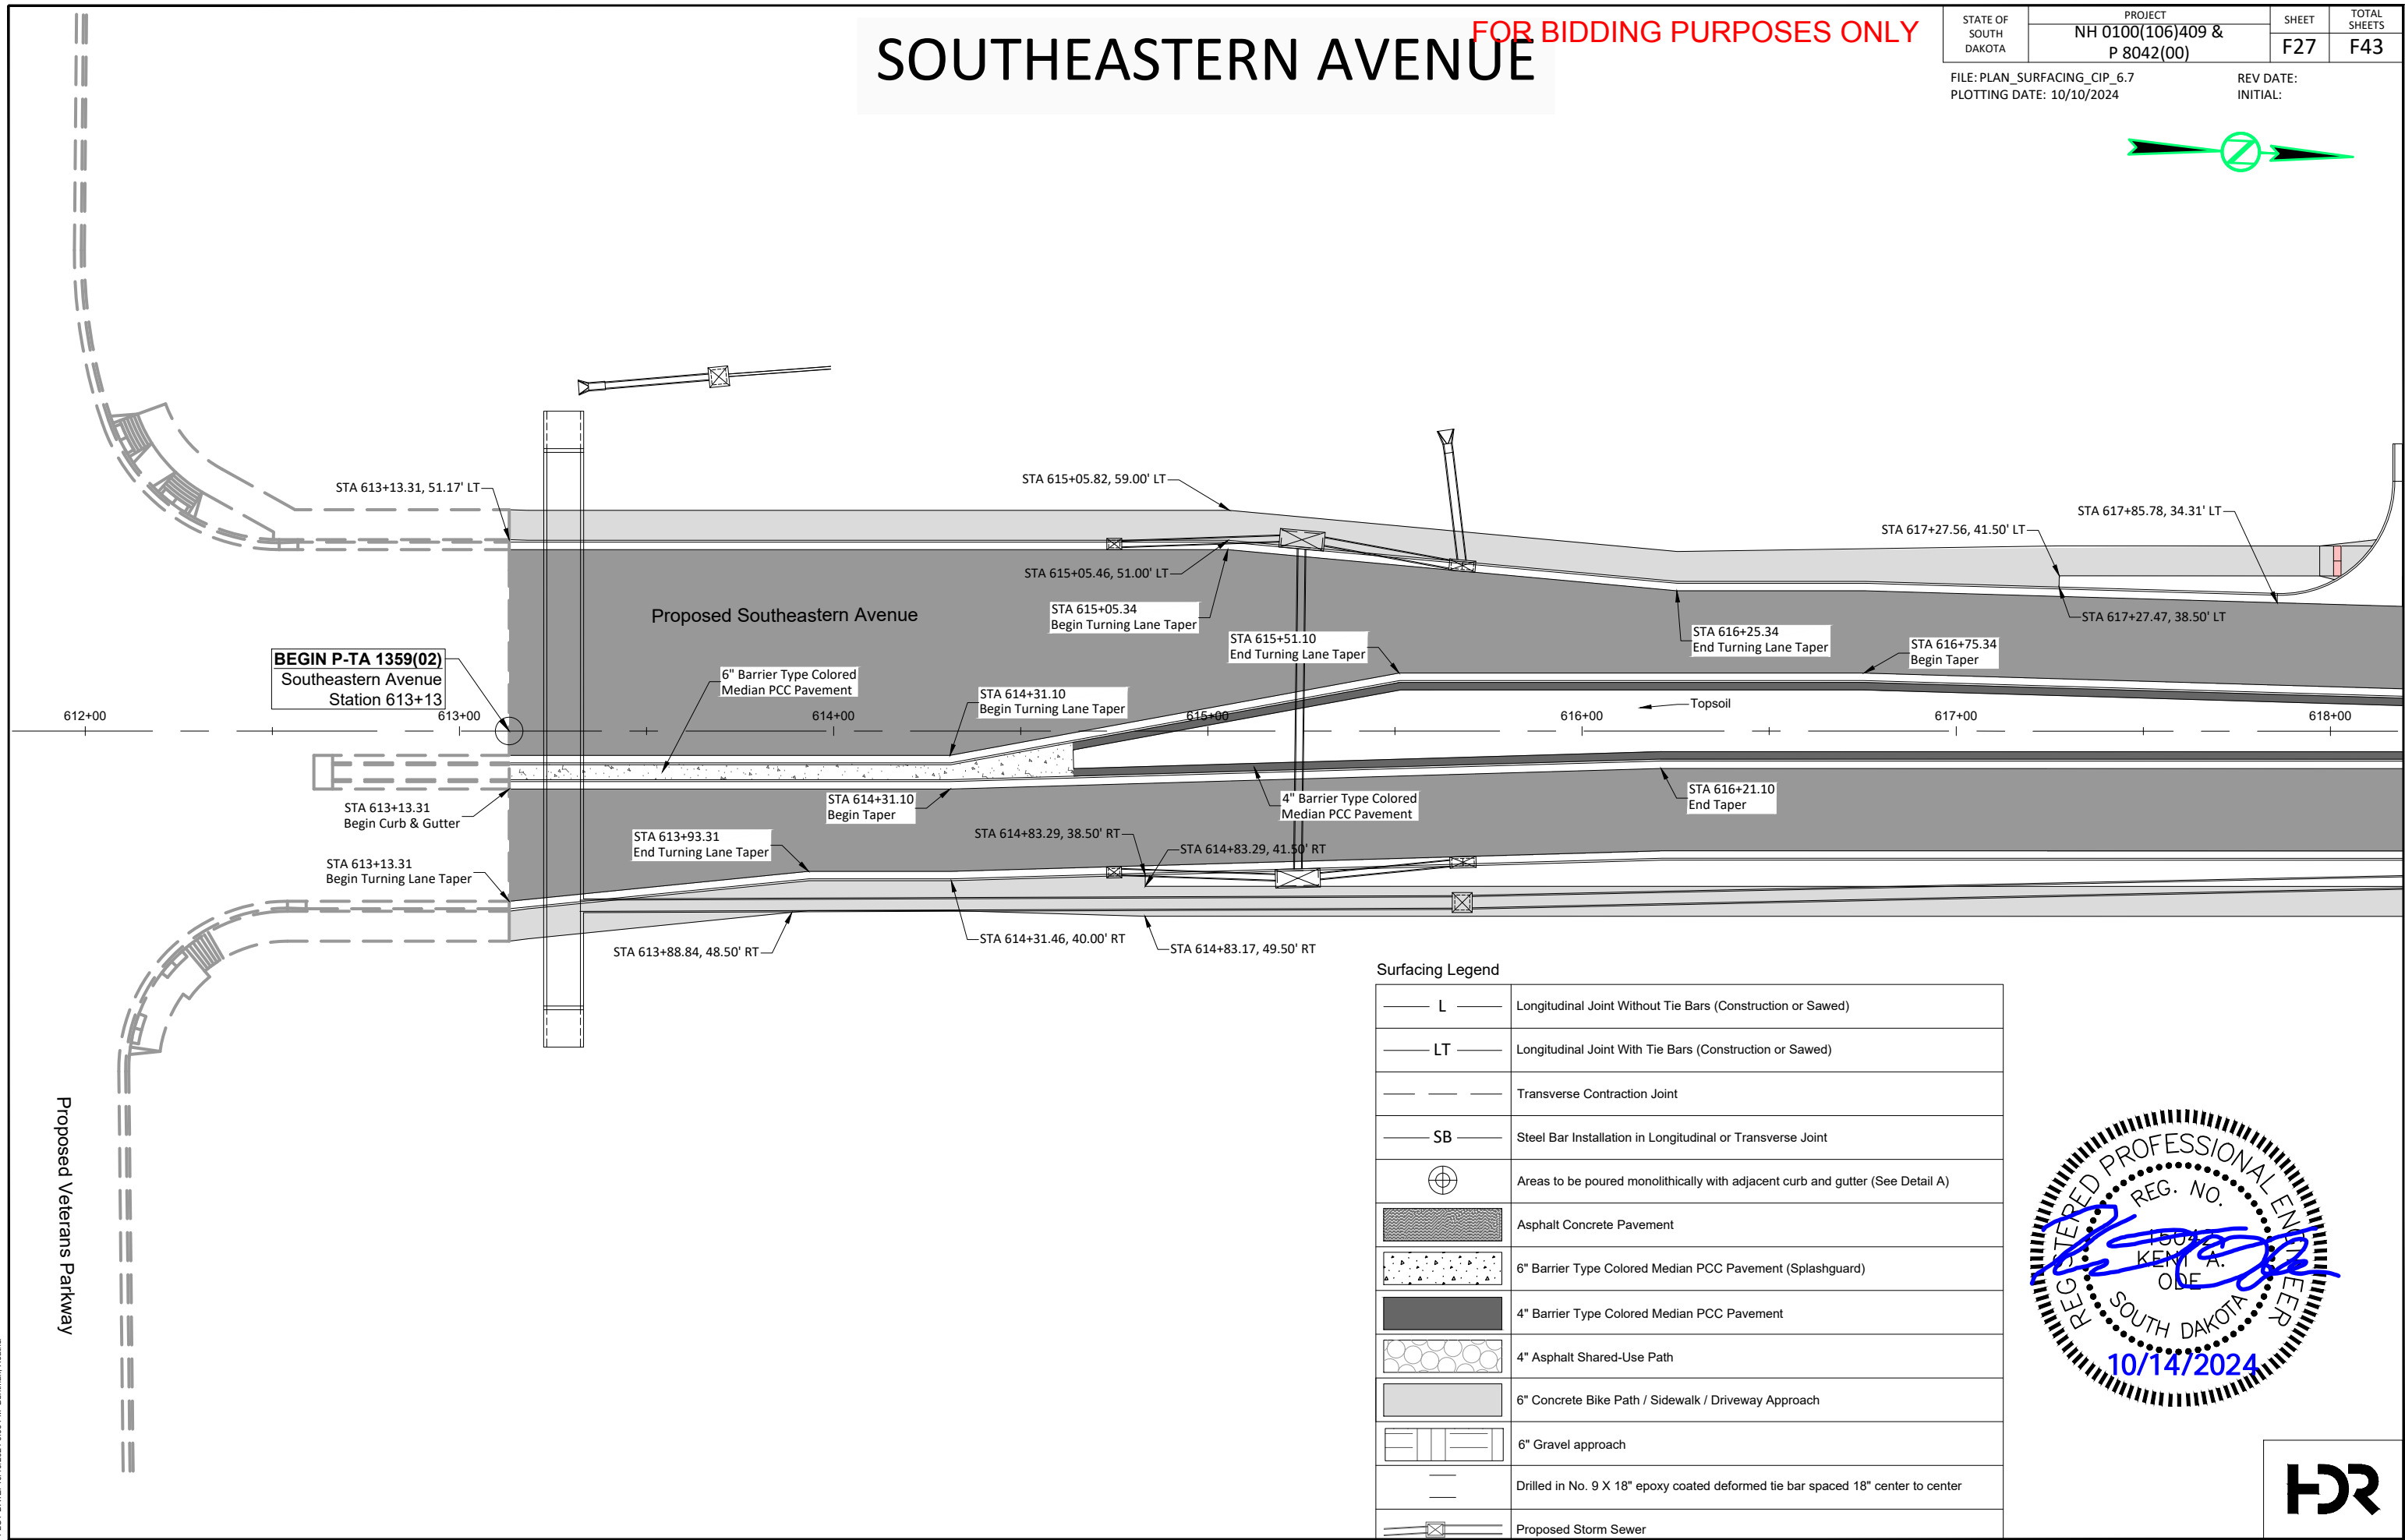 SOUTHEASTERN AVENUE
FOR BIDDING PURPOSES ONLY
STATE OF
SOUTH
DAKOTA
PROJECT
NH 0100(106)409 &
P 8042(00)
SHEET
F27
TOTAL
SHEETS
F43
FILE: PLAN_SURFACING_CIP_6.7
REV DATE:
PLOTTING DATE: 10/10/2024
INITIAL:
STA 613+13.31, 51.17' LT
STA 615+05.82, 59.00' LT
STA 617+85.78, 34.31' LT
STA 617+27.56, 41.50' LT
STA 615+05.46, 51.00' LT
Proposed Southeastern Avenue
STA 615+05.34
Begin Turning Lane Taper
STA 617+27.47, 38.50' LT
STA 615+51.10
End Turning Lane Taper
STA 616+25.34
End Turning Lane Taper
STA 616+75.34
Begin Taper
BEGIN P-TA 1359(02)
Southeastern Avenue
Station 613+13
6" Barrier Type Colored
Median PCC Pavement
STA 614+31.10
Begin Turning Lane Taper
Topsoil
612+00
613+00
614+00
615+00
616+00
617+00
618+00
STA 613+13.31
Begin Curb & Gutter
STA 614+31.10
Begin Taper
4" Barrier Type Colored
Median PCC Pavement
STA 616+21.10
End Taper
STA 613+93.31
End Turning Lane Taper
STA 614+83.29, 38.50' RT
STA 614+83.29, 41.50' RT
STA 613+13.31
Begin Turning Lane Taper
STA 613+88.84, 48.50' RT
STA 614+31.46, 40.00' RT
STA 614+83.17, 49.50' RT
Proposed Veterans Parkway
Surfacing Legend
L
Longitudinal Joint Without Tie Bars (Construction or Sawed)
LT
Longitudinal Joint With Tie Bars (Construction or Sawed)
Transverse Contraction Joint
SB
Steel Bar Installation in Longitudinal or Transverse Joint
Areas to be poured monolithically with adjacent curb and gutter (See Detail A)
Asphalt Concrete Pavement
6" Barrier Type Colored Median PCC Pavement (Splashguard)
4" Barrier Type Colored Median PCC Pavement
4" Asphalt Shared-Use Path
6" Concrete Bike Path / Sidewalk / Driveway Approach
6" Gravel approach
Drilled in No. 9 X 18" epoxy coated deformed tie bar spaced 18" center to center
Proposed Storm Sewer
REGISTERED PROFESSIONAL ENGINEER
REG. NO.
15042
KENT A.
ODE
SOUTH DAKOTA
10/14/2024
HDR